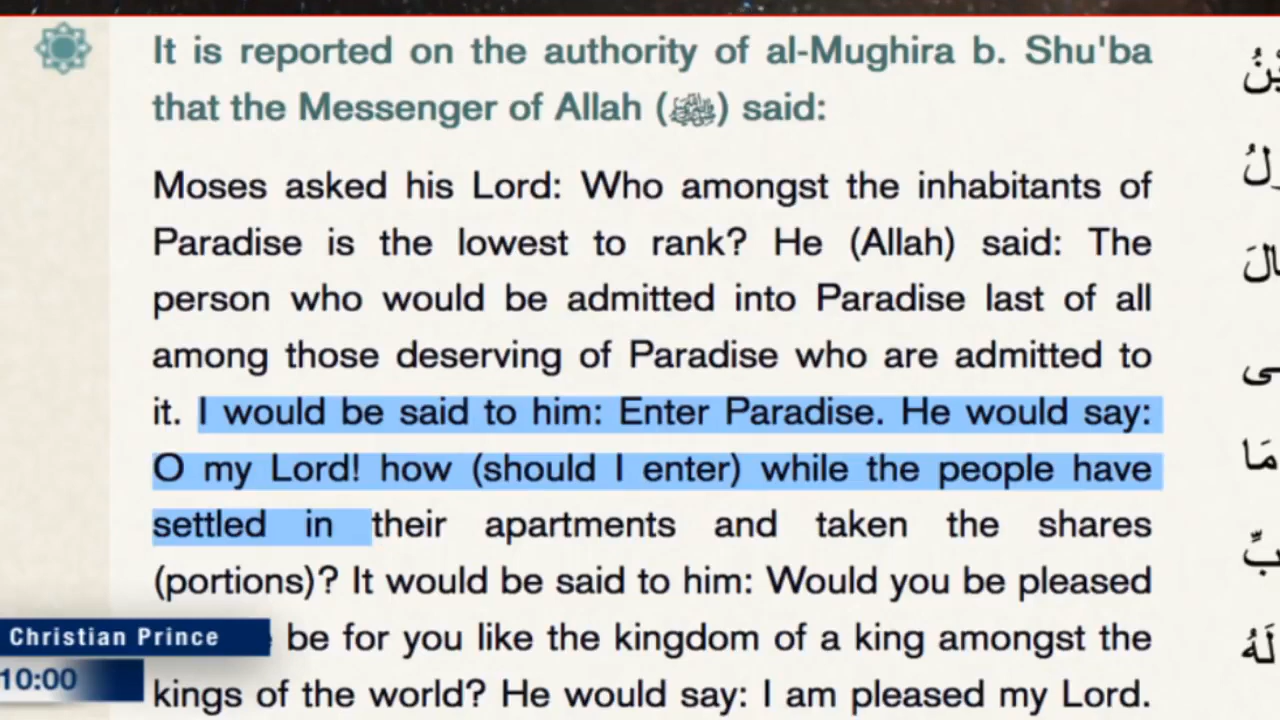 It is reported on the authority of al-Mughira b. Shu'ba
that the Messenger of Allah (ﷺ) said:
Moses asked his Lord: Who amongst the inhabitants of
Paradise is the lowest to rank? He (Allah) said: The
person who would be admitted into Paradise last of all
among those deserving of Paradise who are admitted to
it. I would be said to him: Enter Paradise. He would say:
O my Lord! how (should I enter) while the people have
settled in their apartments and taken the shares
(portions)? It would be said to him: Would you be pleased
be for you like the kingdom of a king amongst the
kings of the world? He would say: I am pleased my Lord.
Christian Prince
10:00